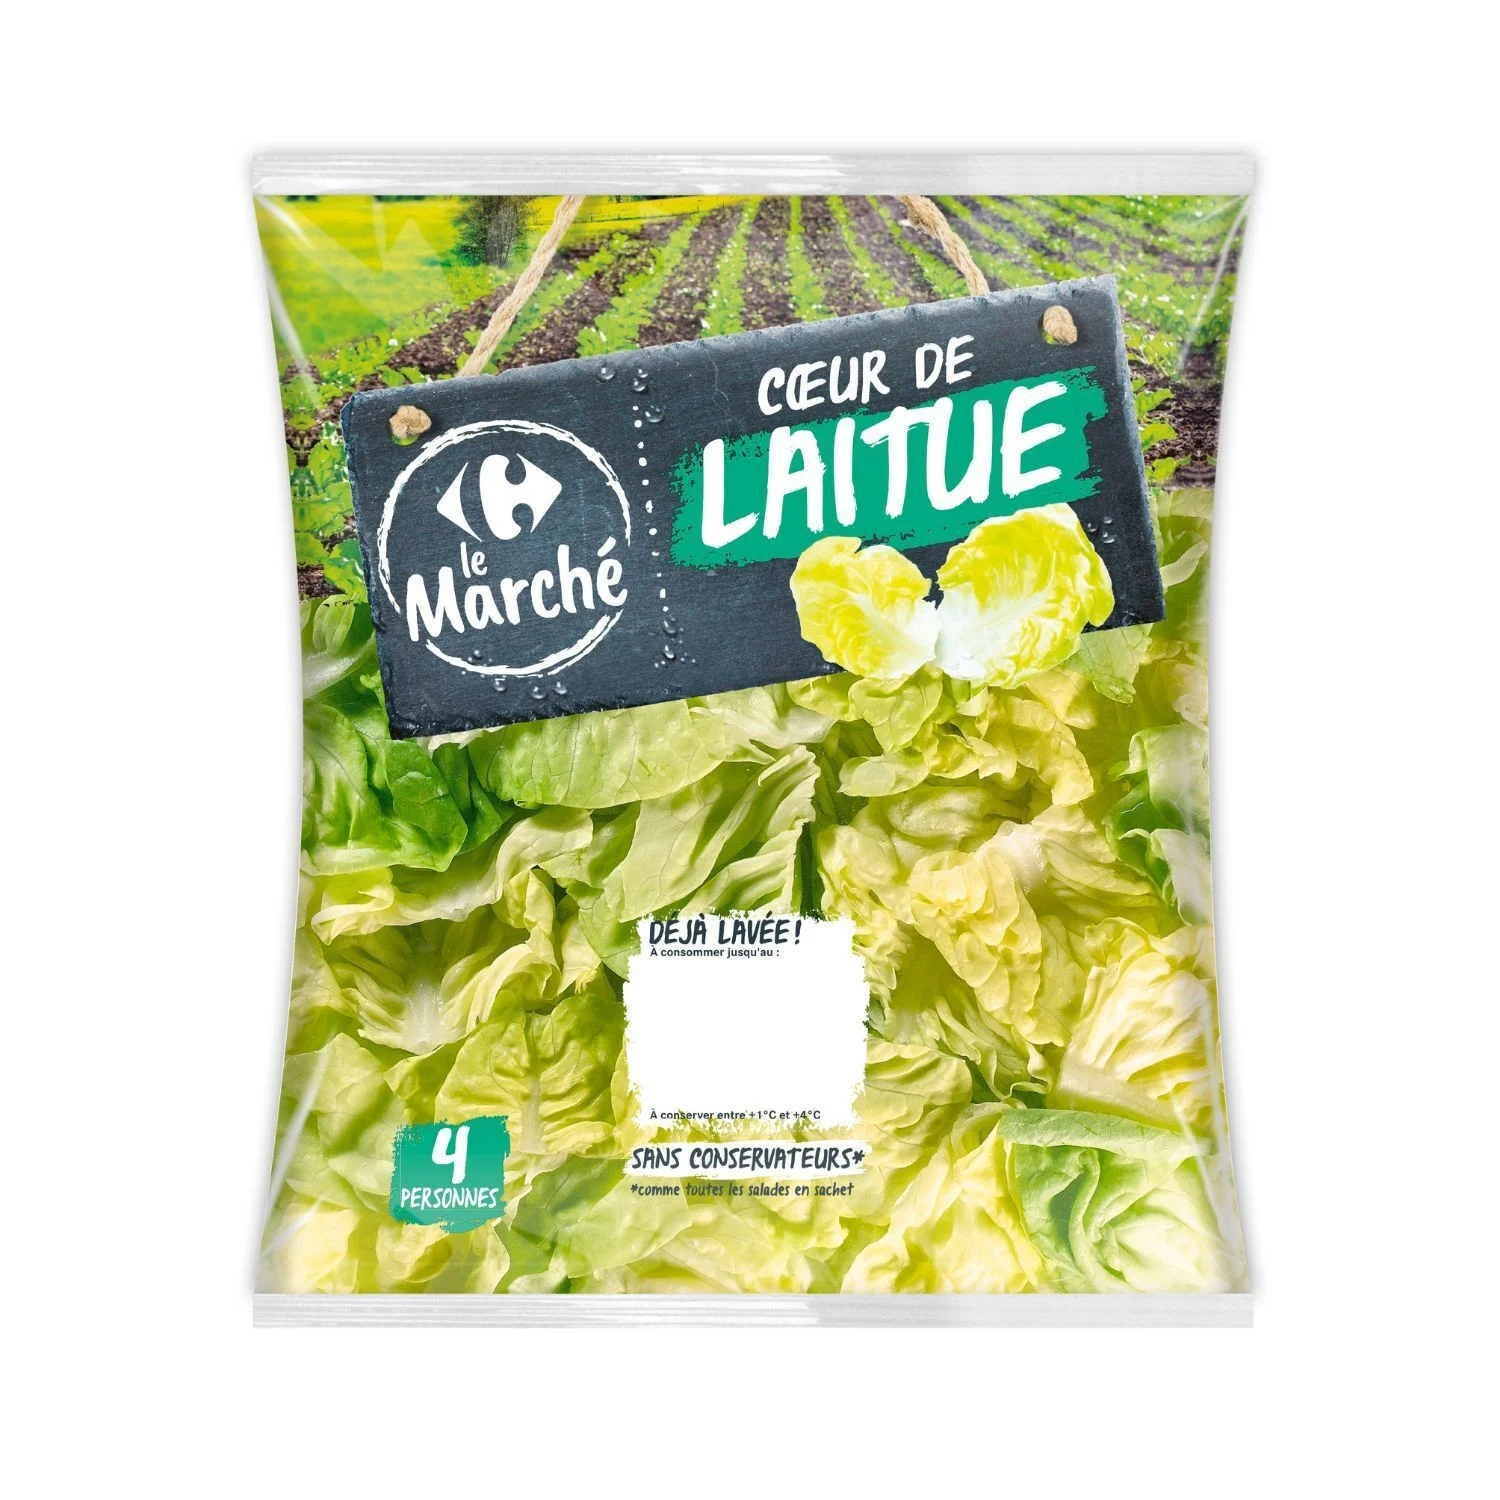 le
Marché
CŒUR DE
LAITUE
DÉJÀ LAVÉE!
À consommer jusqu'au :
À conserver entre +1°C et +4°C
SANS CONSERVATEURS*
*comme toutes les salades en sachet
4
PERSONNES